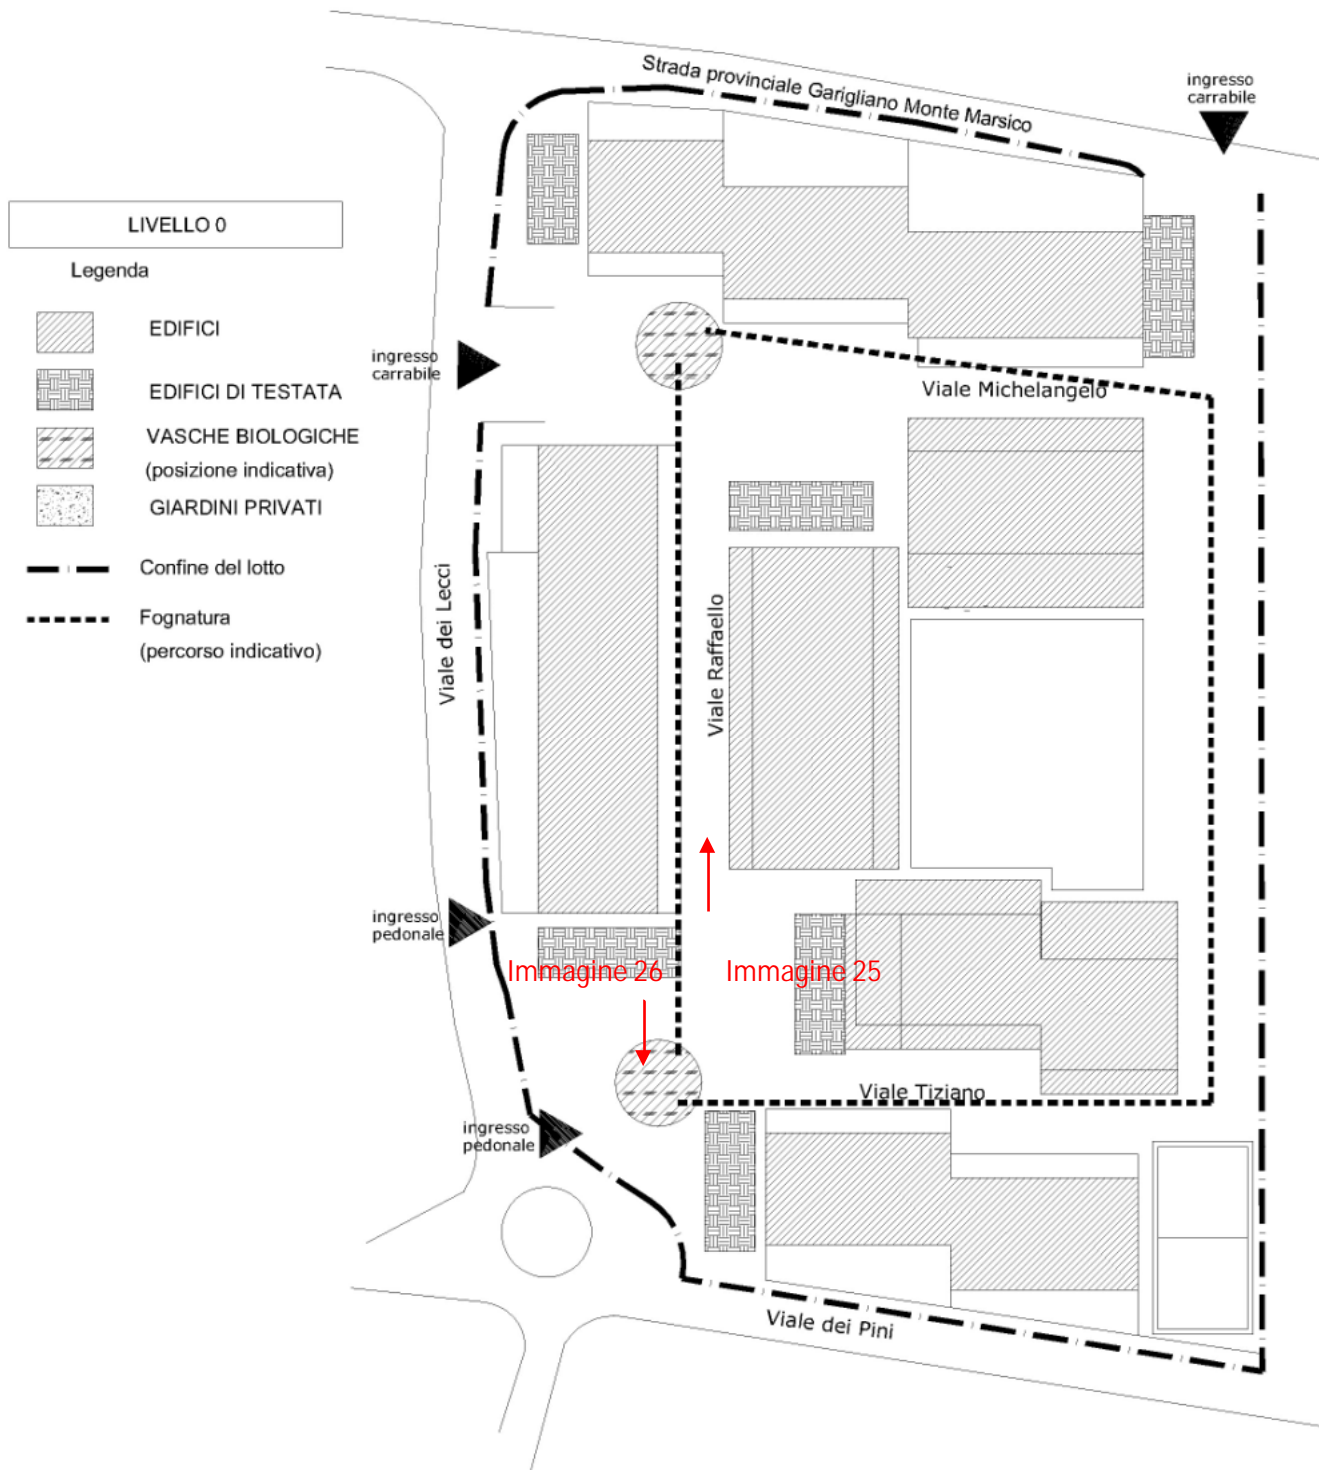 Strada provinciale Garigliano Monte Marsico
ingresso
carrabile
LIVELLO 0
Legenda
EDIFICI
EDIFICI DI TESTATA
VASCHE BIOLOGICHE
(posizione indicativa)
GIARDINI PRIVATI
Confine del lotto
Fognatura
(percorso indicativo)
ingresso
carrabile
Viale Michelangelo
Viale dei Lecci
Viale Raffaello
ingresso
pedonale
Immagine 26
Immagine 25
Viale Tiziano
ingresso
pedonale
Viale dei Pini